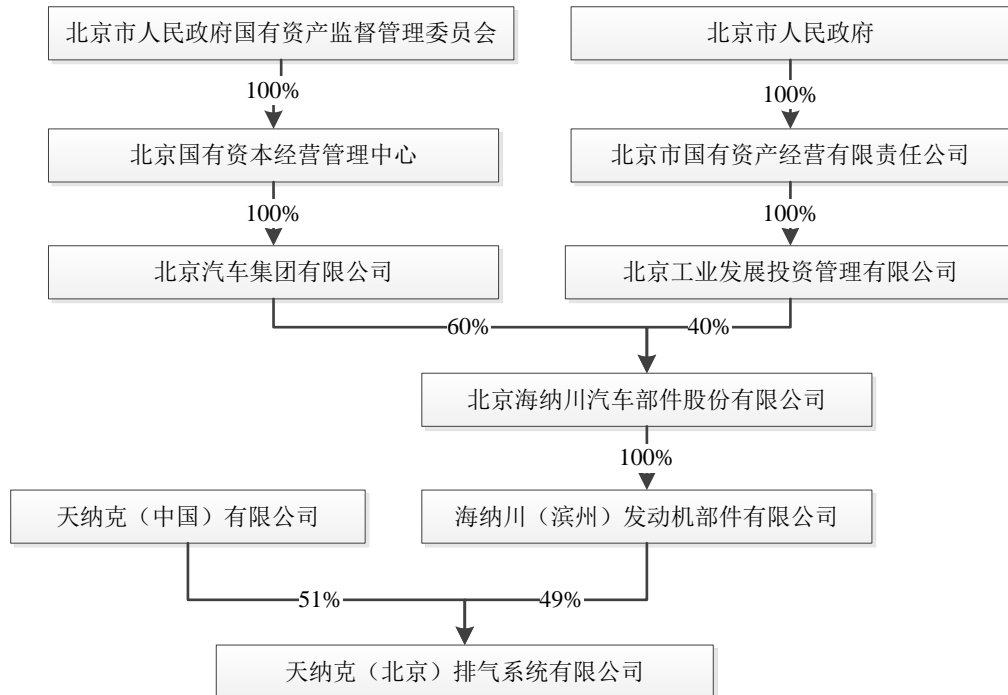 北京市人民政府国有资产监督管理委员会
北京市人民政府
100%
100%
北京国有资本经营管理中心
北京市国有资产经营有限责任公司
100%
100%
北京汽车集团有限公司
北京工业发展投资管理有限公司
60%
40%
北京海纳川汽车部件股份有限公司
100%
天纳克（中国）有限公司
海纳川（滨州）发动机部件有限公司
51%
49%
天纳克（北京）排气系统有限公司